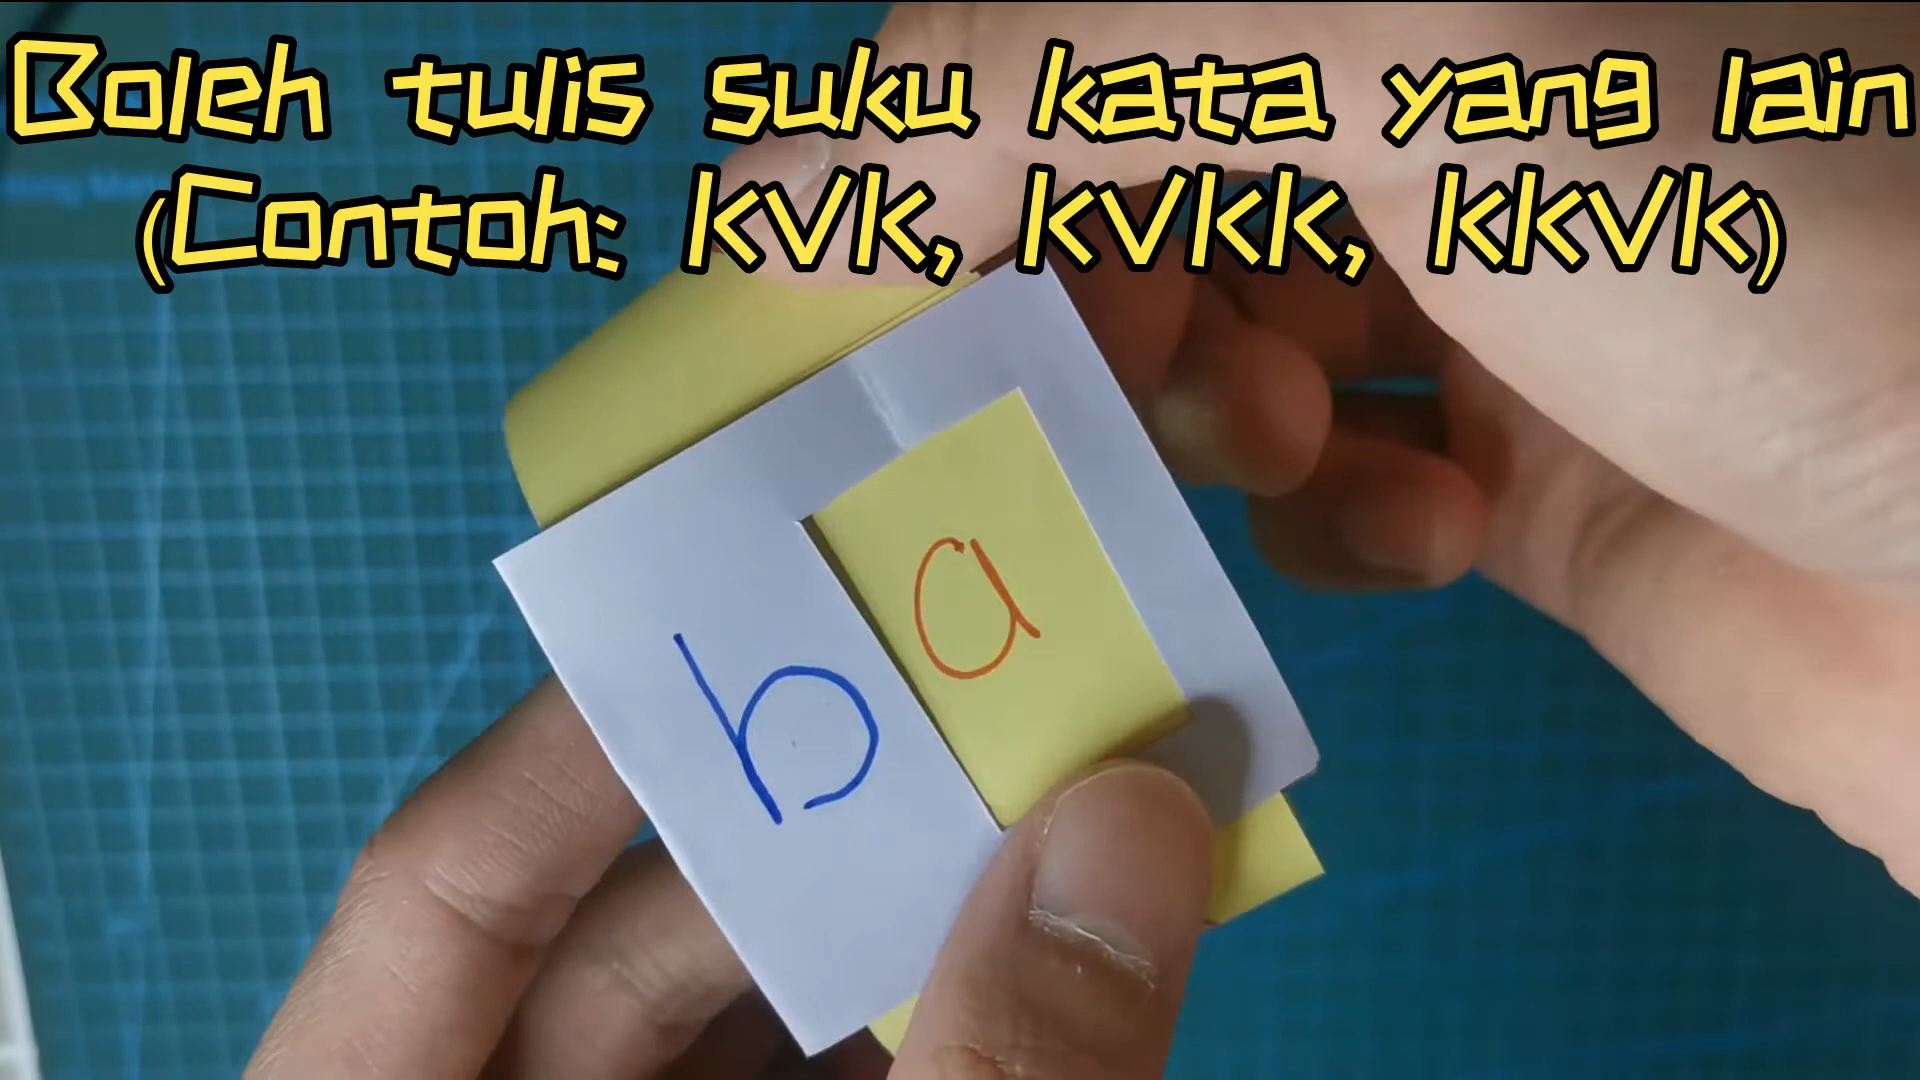 Boleh tulis suku kata yang lain
(Contoh: KVK, KVKK, KKVK)
b a